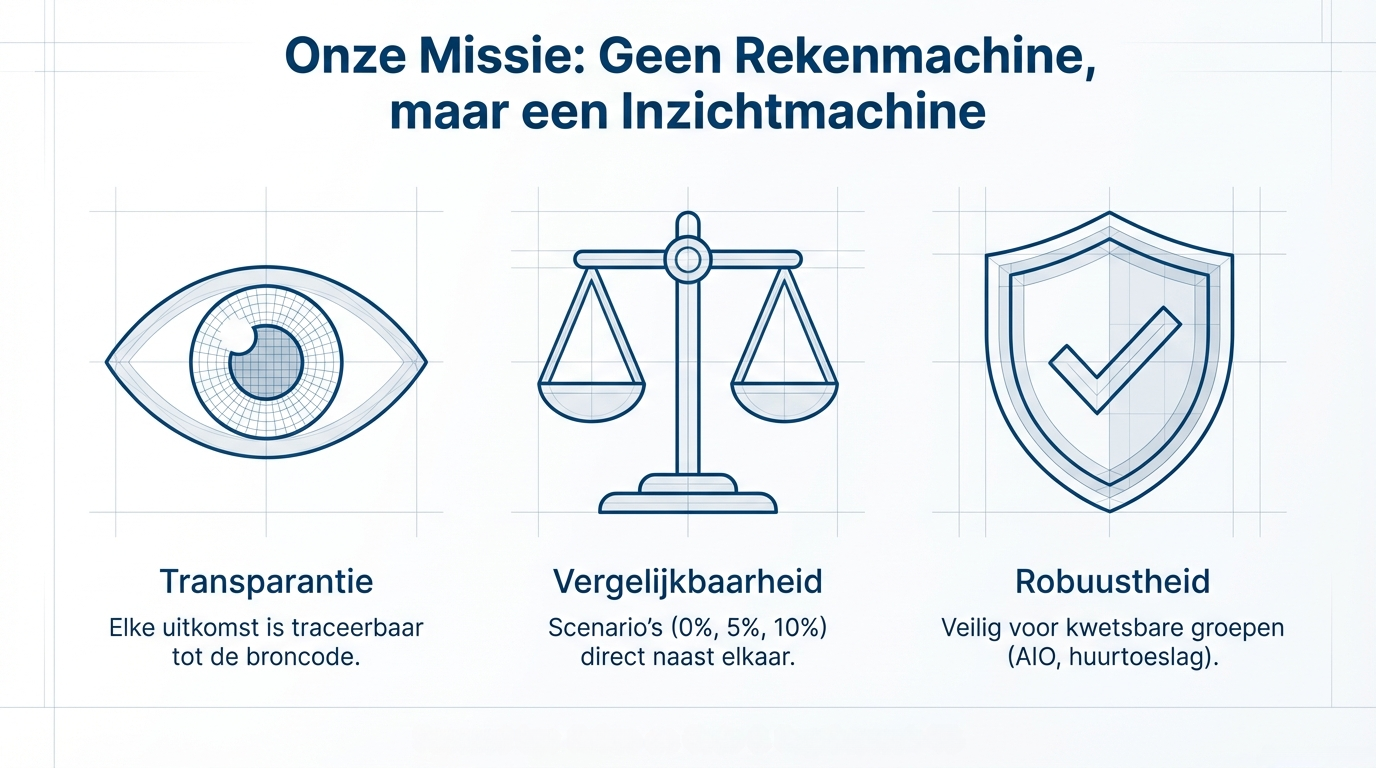 Onze Missie: Geen Rekenmachine,
maar een Inzichtmachine
Transparantie
Elke uitkomst is traceerbaar
tot de broncode.
Vergelijkbaarheid
Scenario's (0%, 5%, 10%)
direct naast elkaar.
Robuustheid
Veilig voor kwetsbare groepen
(AIO, huurtoeslag).